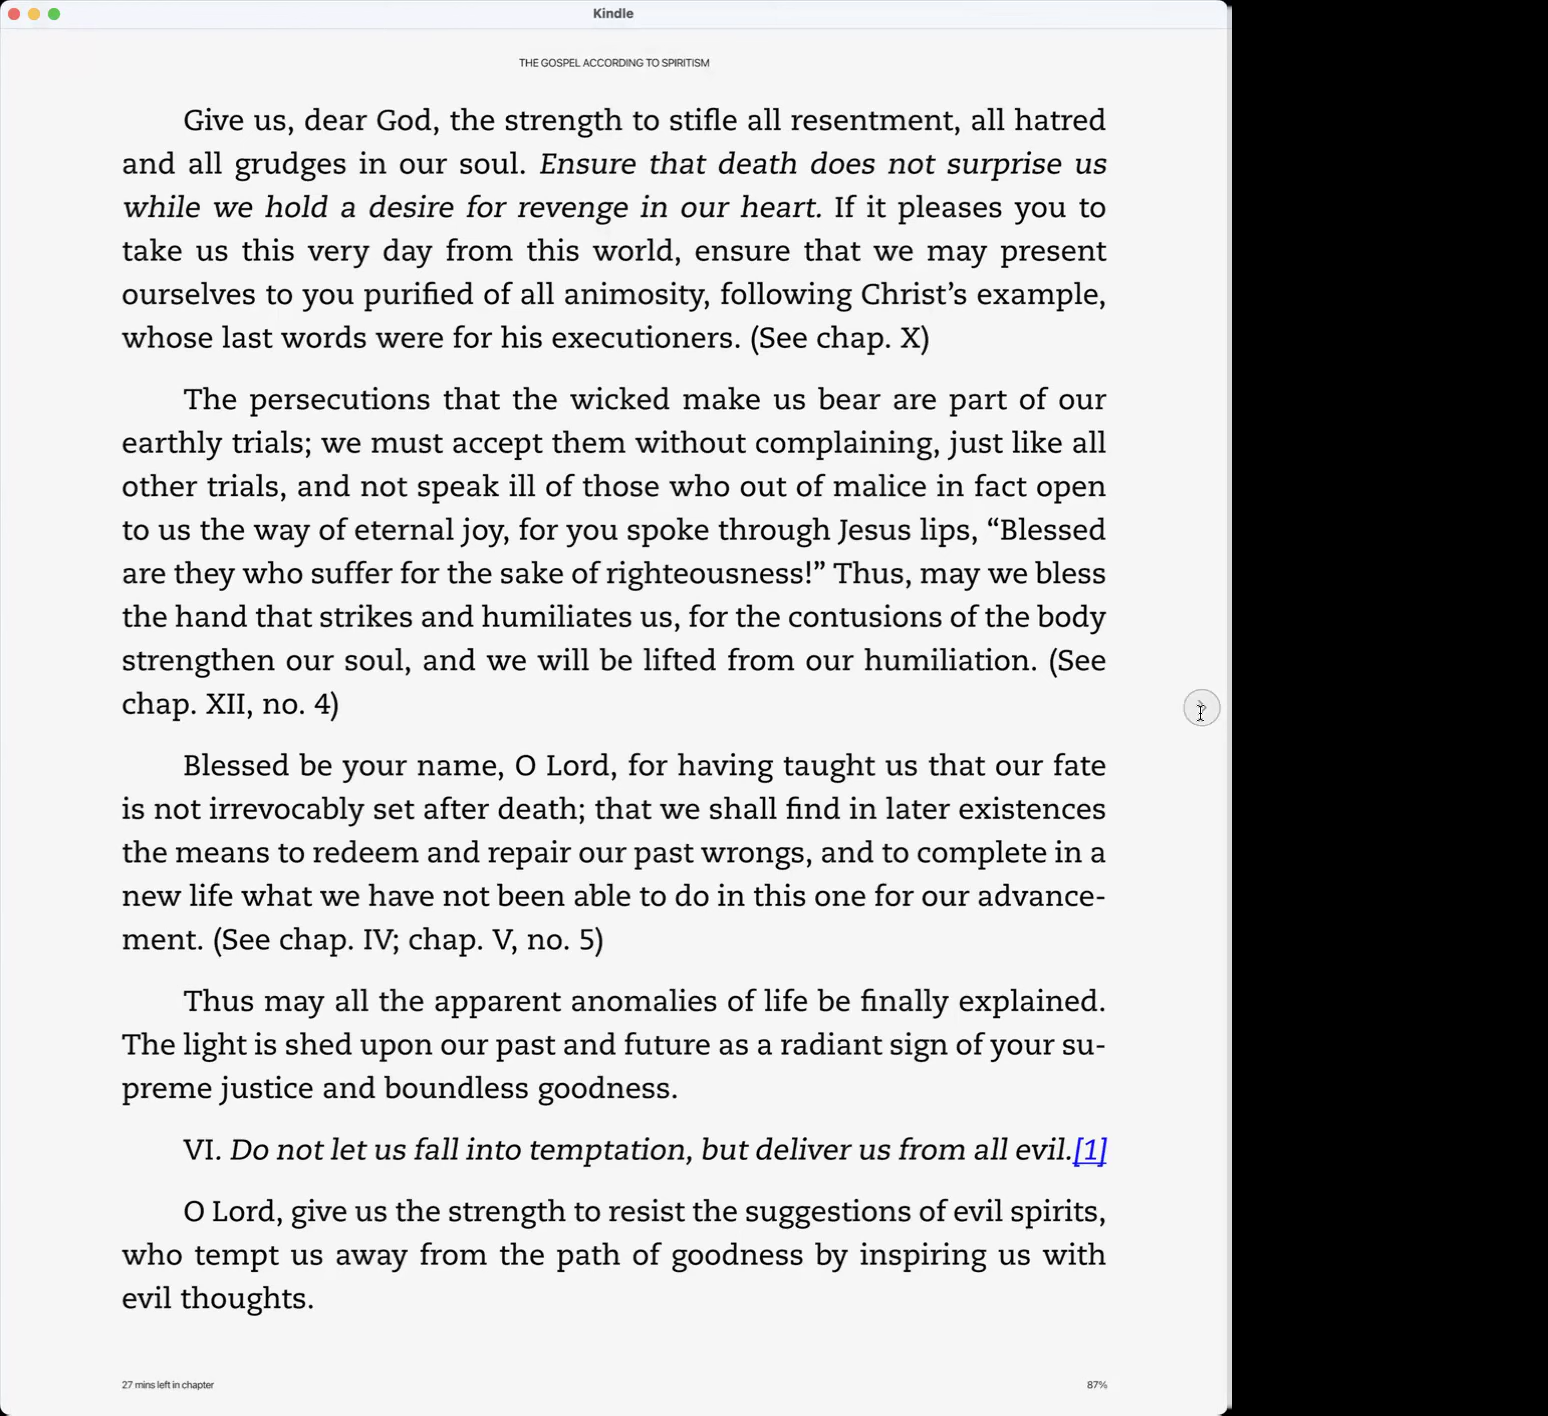 Kindle
THE GOSPEL ACCORDING TO SPIRITISM
Give us, dear God, the strength to stifle all resentment, all hatred
and all grudges in our soul. Ensure that death does not surprise us
while we hold a desire for revenge in our heart. If it pleases you to
take us this very day from this world, ensure that we may present
ourselves to you purified of all animosity, following Christ’s example,
whose last words were for his executioners. (See chap. X)
The persecutions that the wicked make us bear are part of our
earthly trials; we must accept them without complaining, just like all
other trials, and not speak ill of those who out of malice in fact open
to us the way of eternal joy, for you spoke through Jesus lips, “Blessed
are they who suffer for the sake of righteousness!” Thus, may we bless
the hand that strikes and humiliates us, for the contusions of the body
strengthen our soul, and we will be lifted from our humiliation. (See
chap. XII, no. 4)
Blessed be your name, O Lord, for having taught us that our fate
is not irrevocably set after death; that we shall find in later existences
the means to redeem and repair our past wrongs, and to complete in a
new life what we have not been able to do in this one for our advance-
ment. (See chap. IV; chap. V, no. 5)
Thus may all the apparent anomalies of life be finally explained.
The light is shed upon our past and future as a radiant sign of your su-
preme justice and boundless goodness.
VI. Do not let us fall into temptation, but deliver us from all evil.[1]
O Lord, give us the strength to resist the suggestions of evil spirits,
who tempt us away from the path of goodness by inspiring us with
evil thoughts.
27 mins left in chapter
87%